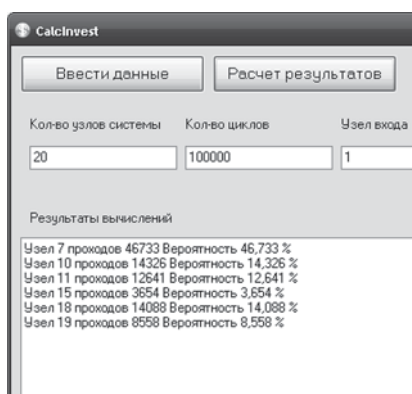 CalcInvest
Ввести данные Расчет результатов
Кол-во узлов системы Кол-во циклов Узел входа
20 100000 1
Результаты вычислений
Узел 7 проходов 46733 Вероятность 46,733 %
Узел 10 проходов 14326 Вероятность 14,326 %
Узел 11 проходов 12641 Вероятность 12,641 %
Узел 15 проходов 3654 Вероятность 3,654 %
Узел 18 проходов 14088 Вероятность 14,088 %
Узел 19 проходов 8558 Вероятность 8,558 %